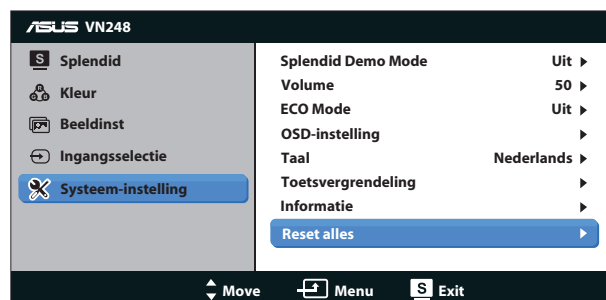 ASUS VN248
S Splendid
Kleur
Beeldinst
Ingangsselectie
Systeem-instelling
Splendid Demo Mode Uit
Volume 50
ECO Mode Uit
OSD-instelling
Taal Nederlands
Toetsvergrendeling
Informatie
Reset alles
Move Menu S Exit